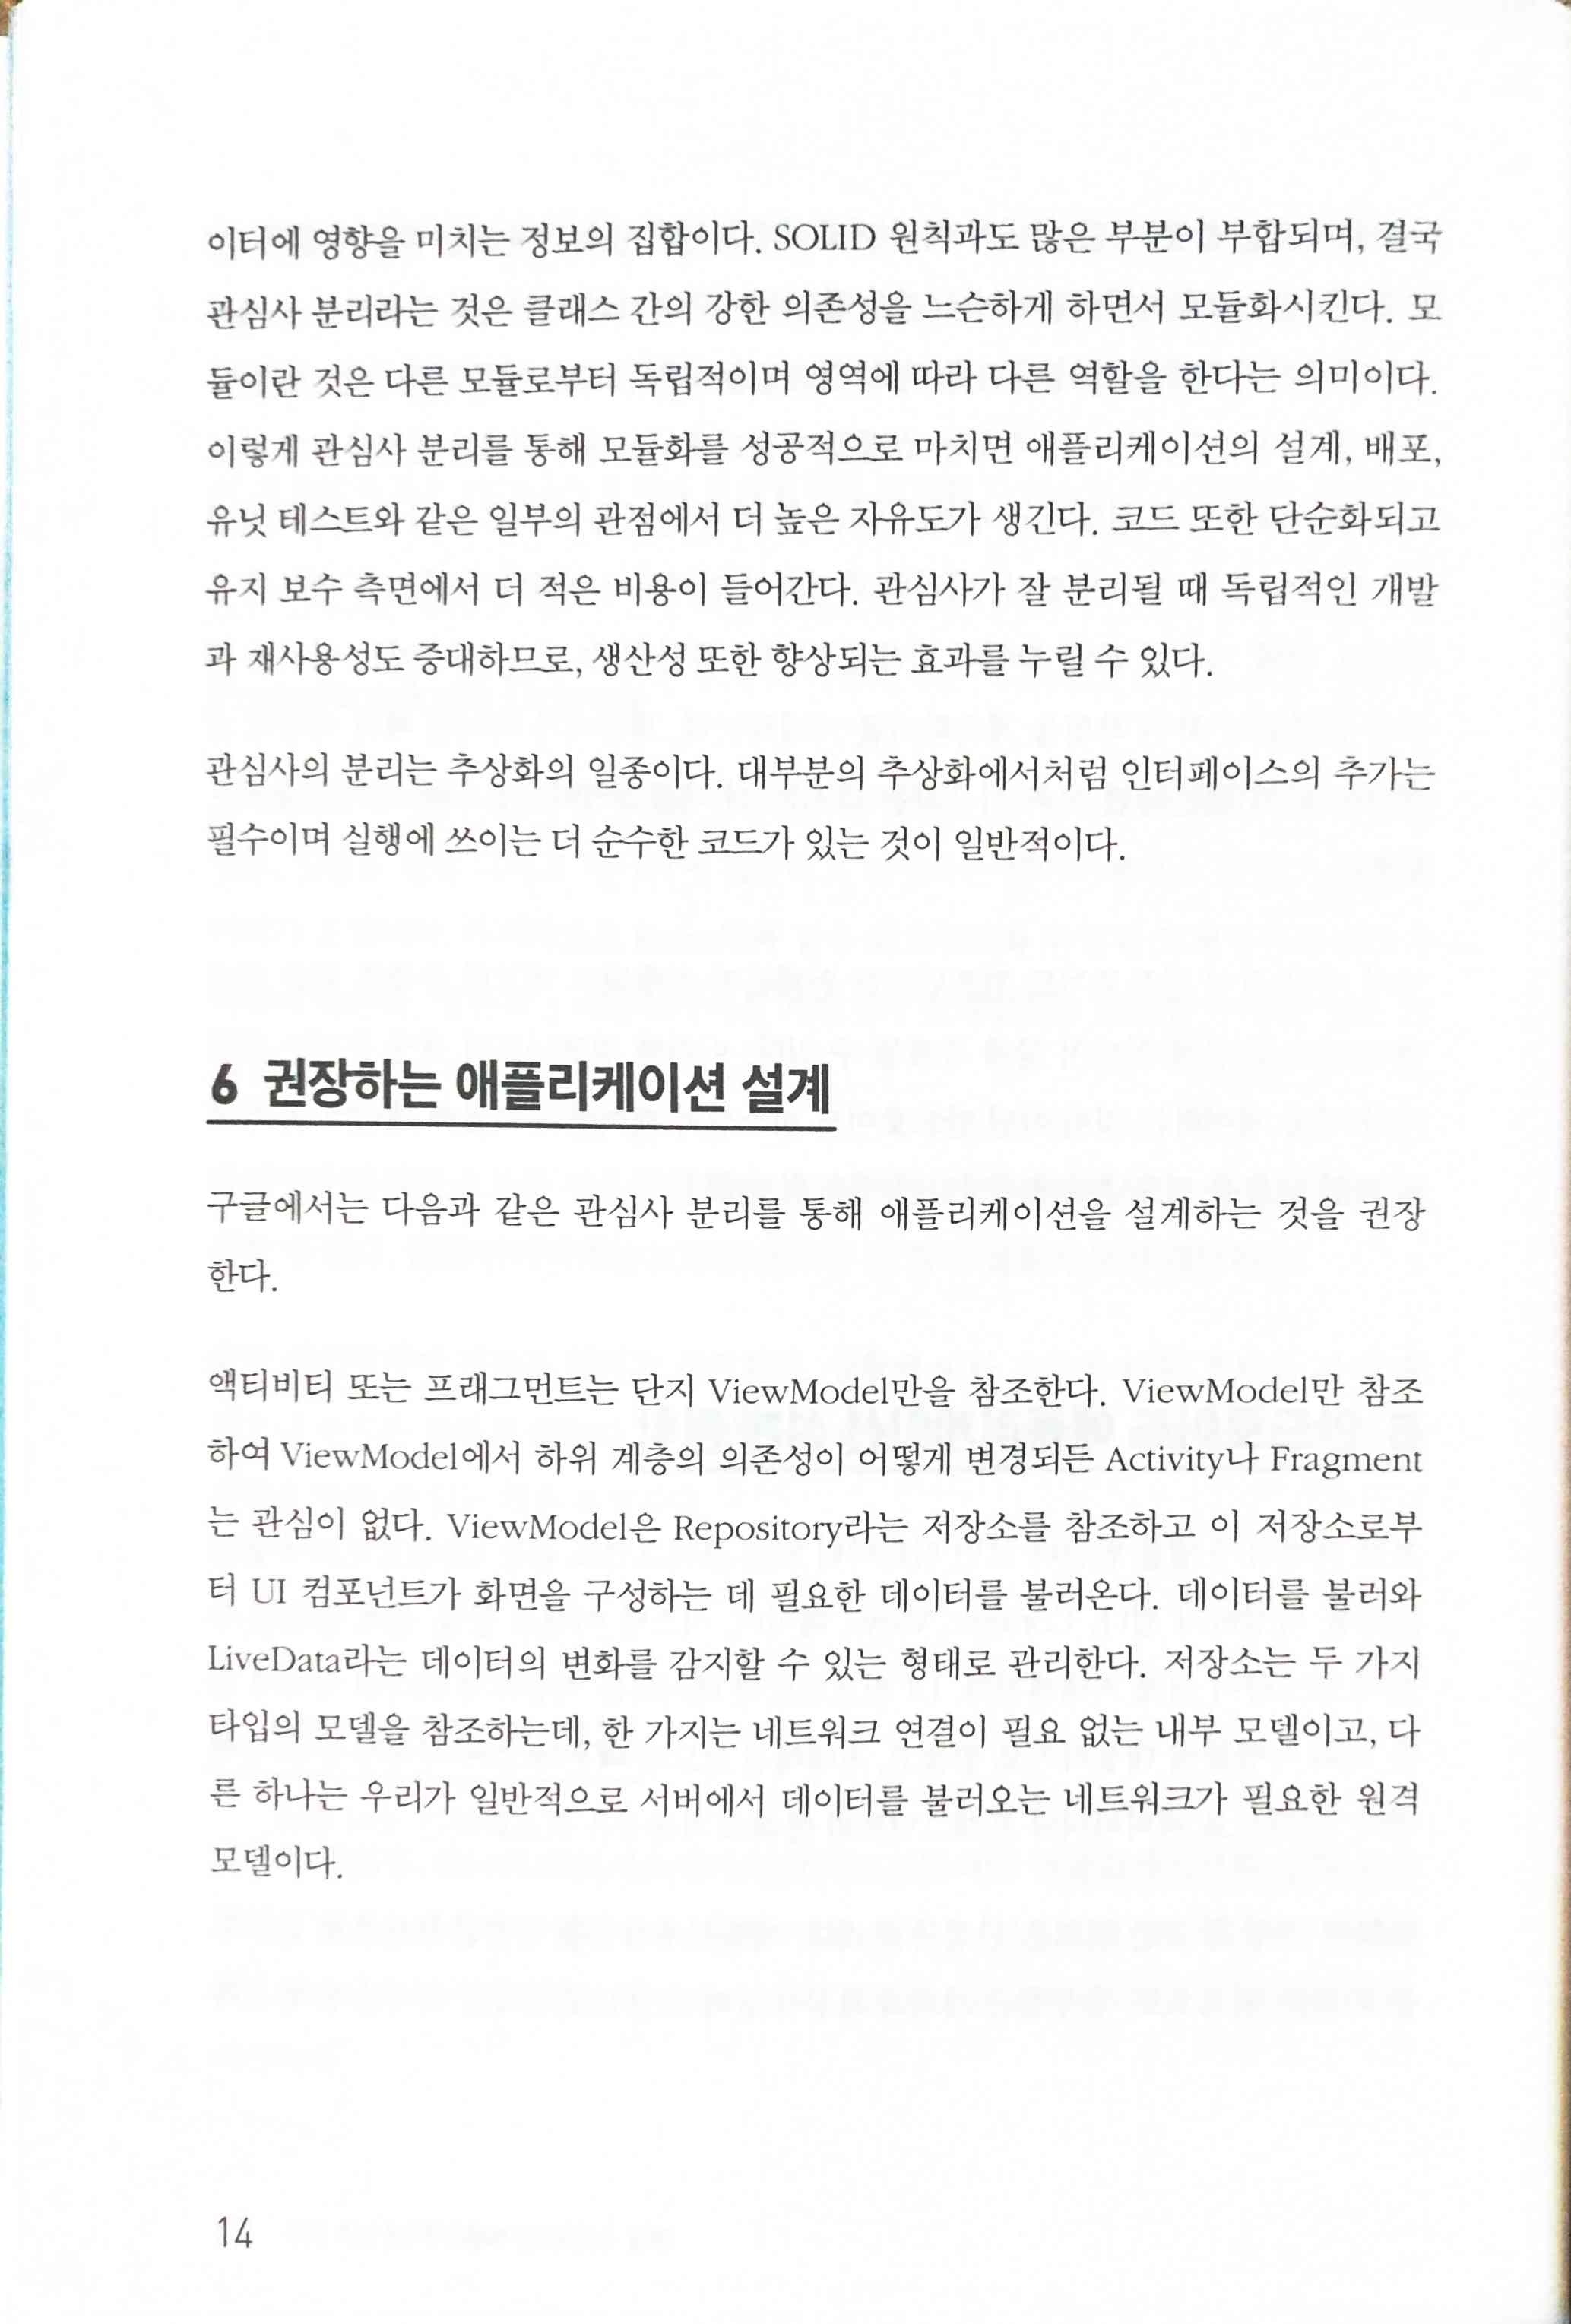 이터에 영향을 미치는 정보의 집합이다. SOLID 원칙과도 많은 부분이 부합되며, 결국
관심사 분리라는 것은 클래스 간의 강한 의존성을 느슨하게 하면서 모듈화시킨다. 모
듈이란 것은 다른 모듈로부터 독립적이며 영역에 따라 다른 역할을 한다는 의미이다.
이렇게 관심사 분리를 통해 모듈화를 성공적으로 마치면 애플리케이션의 설계, 배포,
유닛 테스트와 같은 일부의 관점에서 더 높은 자유도가 생긴다. 코드 또한 단순화되고
유지 보수 측면에서 더 적은 비용이 들어간다. 관심사가 잘 분리될 때 독립적인 개발
과 재사용성도 증대하므로, 생산성 또한 향상되는 효과를 누릴 수 있다.
관심사의 분리는 추상화의 일종이다. 대부분의 추상화에서처럼 인터페이스의 추가는
필수이며 실행에 쓰이는 더 순수한 코드가 있는 것이 일반적이다.
6 권장하는 애플리케이션 설계
구글에서는 다음과 같은 관심사 분리를 통해 애플리케이션을 설계하는 것을 권장
한다.
액티비티 또는 프래그먼트는 단지 ViewModel만을 참조한다. ViewModel만 참조
하여 ViewModel에서 하위 계층의 의존성이 어떻게 변경되든 Activity나 Fragment
는 관심이 없다. ViewModel은 Repository라는 저장소를 참조하고 이 저장소로부
터 UI 컴포넌트가 화면을 구성하는 데 필요한 데이터를 불러온다. 데이터를 불러와
LiveData라는 데이터의 변화를 감지할 수 있는 형태로 관리한다. 저장소는 두 가지
타입의 모델을 참조하는데, 한 가지는 네트워크 연결이 필요 없는 내부 모델이고, 다
른 하나는 우리가 일반적으로 서버에서 데이터를 불러오는 네트워크가 필요한 원격
모델이다.
14